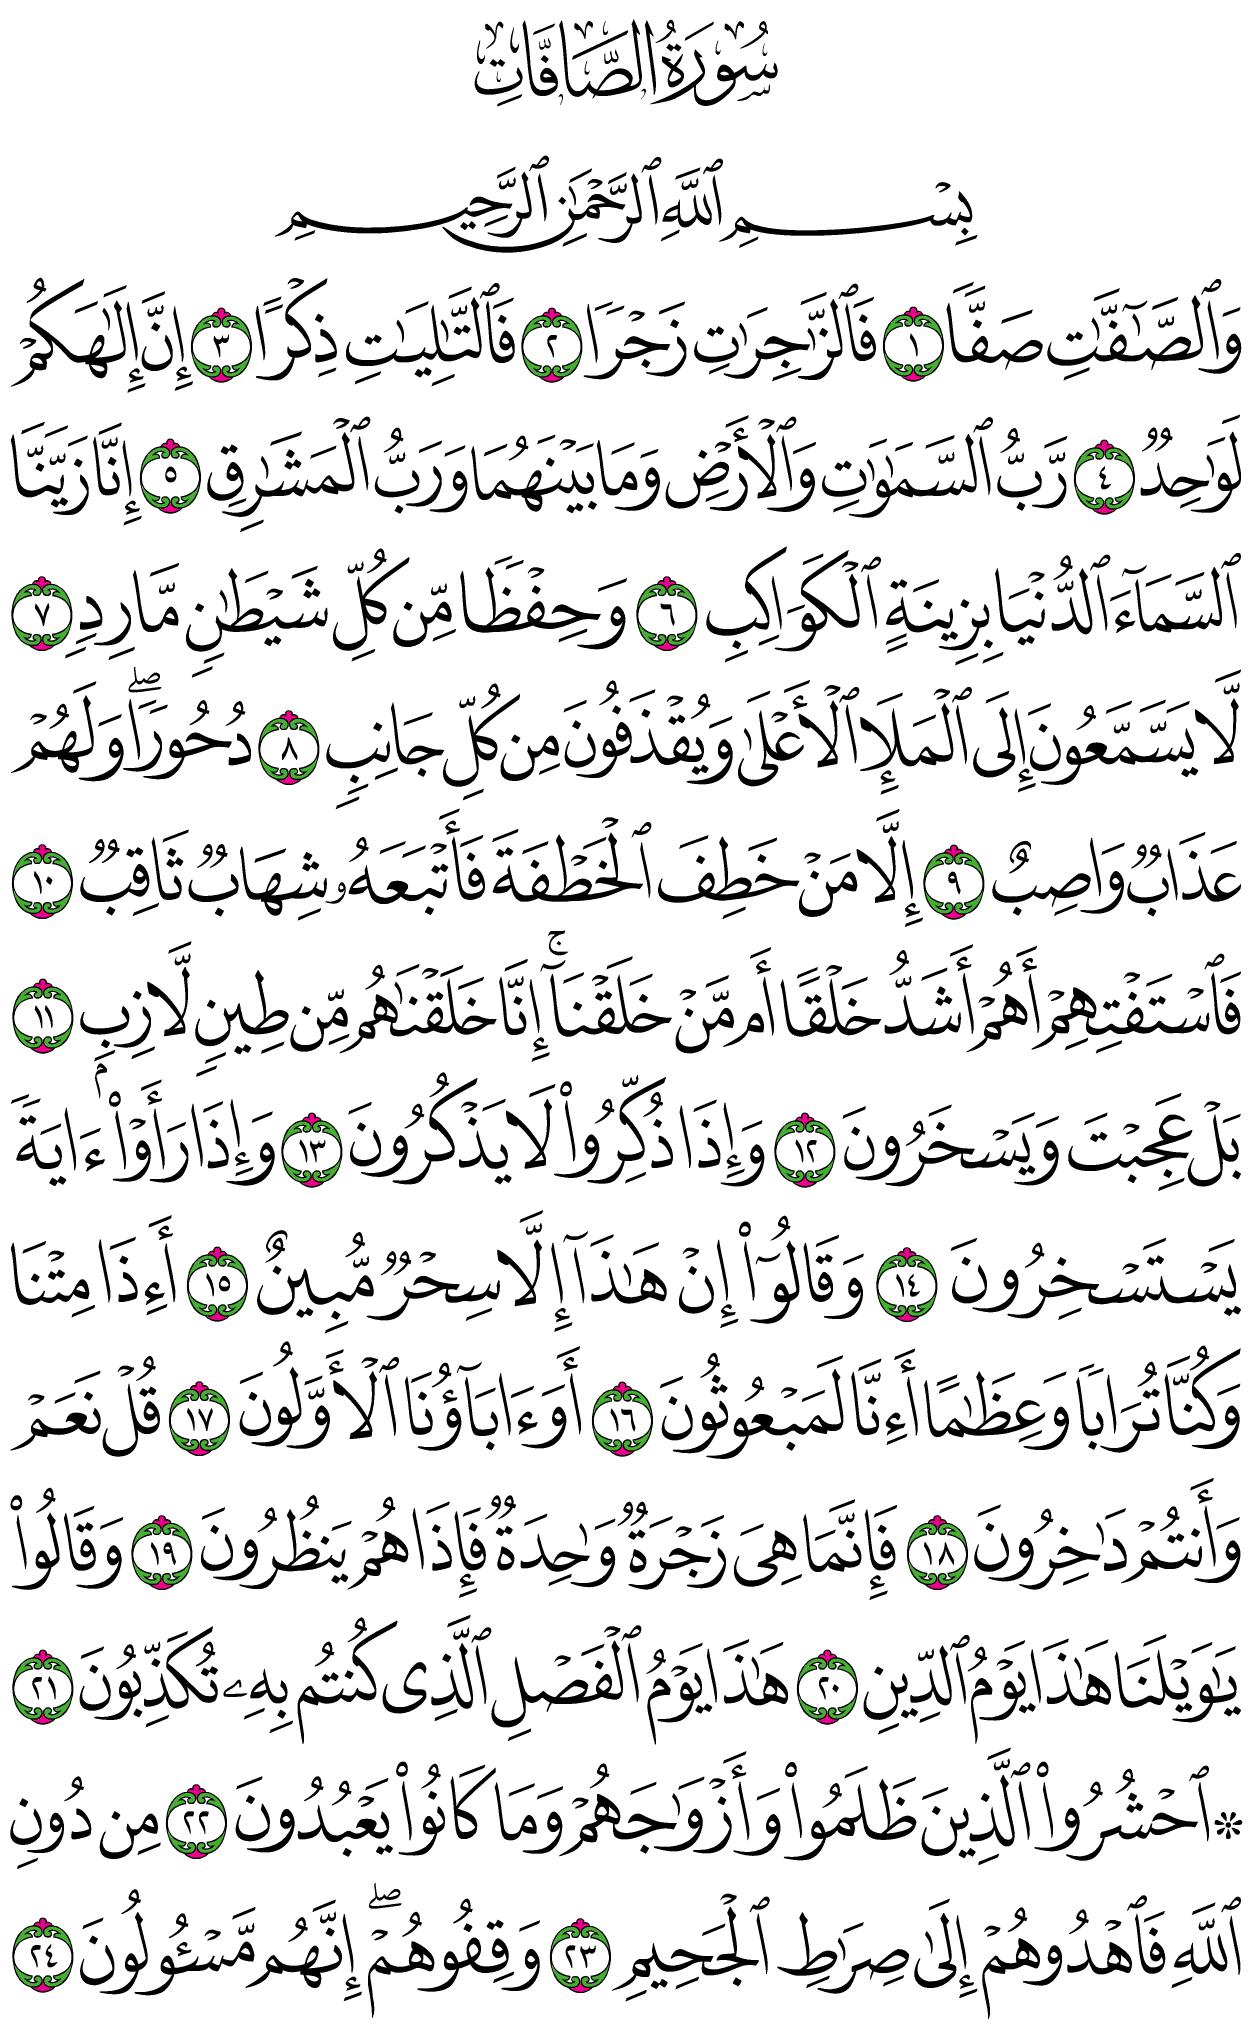 سُورَةُ الصَّافَّاتِ
بِسْمِ ٱللَّهِ ٱلرَّحْمَٰنِ ٱلرَّحِيمِ
وَٱلصَّٰٓفَّٰتِ صَفًّا ١ فَٱلزَّٰجِرَٰتِ زَجْرًا ٢ فَٱلتَّٰلِيَٰتِ ذِكْرًا ٣ إِنَّ إِلَٰهَكُمْ
لَوَٰحِدٌ ٤ رَّبُّ ٱلسَّمَٰوَٰتِ وَٱلْأَرْضِ وَمَا بَيْنَهُمَا وَرَبُّ ٱلْمَشَٰرِقِ ٥ إِنَّا زَيَّنَّا
ٱلسَّمَآءَ ٱلدُّنْيَا بِزِينَةٍ ٱلْكَوَاكِبِ ٦ وَحِفْظًا مِّن كُلِّ شَيْطَٰنٍ مَّارِدٍ ٧
لَّا يَسَّمَّعُونَ إِلَى ٱلْمَلَإِ ٱلْأَعْلَىٰ وَيُقْذَفُونَ مِن كُلِّ جَانِبٍ ٨ دُحُورًا ۖ وَلَهُمْ
عَذَابٌ وَاصِبٌ ٩ إِلَّا مَنْ خَطِفَ ٱلْخَطْفَةَ فَأَتْبَعَهُۥ شِهَابٌ ثَاقِبٌ ١٠
فَٱسْتَفْتِهِمْ أَهُمْ أَشَدُّ خَلْقًا أَم مَّنْ خَلَقْنَآ ۚ إِنَّا خَلَقْنَٰهُم مِّن طِينٍ لَّازِبٍۭ ١١
بَلْ عَجِبْتَ وَيَسْخَرُونَ ١٢ وَإِذَا ذُكِّرُوا۟ لَا يَذْكُرُونَ ١٣ وَإِذَا رَأَوْا۟ ءَايَةً
يَسْتَسْخِرُونَ ١٤ وَقَالُوٓا۟ إِنْ هَٰذَآ إِلَّا سِحْرٌ مُّبِينٌ ١٥ أَءِذَا مِتْنَا
وَكُنَّا تُرَابًا وَعِظَٰمًا أَءِنَّا لَمَبْعُوثُونَ ١٦ أَوَءَابَآؤُنَا ٱلْأَوَّلُونَ ١٧ قُلْ نَعَمْ
وَأَنتُمْ دَٰخِرُونَ ١٨ فَإِنَّمَا هِىَ زَجْرَةٌ وَٰحِدَةٌ فَإِذَا هُمْ يَنظُرُونَ ١٩ وَقَالُوا۟
يَٰوَيْلَنَا هَٰذَا يَوْمُ ٱلدِّينِ ٢٠ هَٰذَا يَوْمُ ٱلْفَصْلِ ٱلَّذِى كُنتُم بِهِۦ تُكَذِّبُونَ ٢١
۞ ٱحْشُرُوا۟ ٱلَّذِينَ ظَلَمُوا۟ وَأَزْوَٰجَهُمْ وَمَا كَانُوا۟ يَعْبُدُونَ ٢٢ مِن دُونِ
ٱللَّهِ فَٱهْدُوهُمْ إِلَىٰ صِرَٰطِ ٱلْجَحِيمِ ٢٣ وَقِفُوهُمْ ۖ إِنَّهُم مَّسْـُٔولُونَ ٢٤